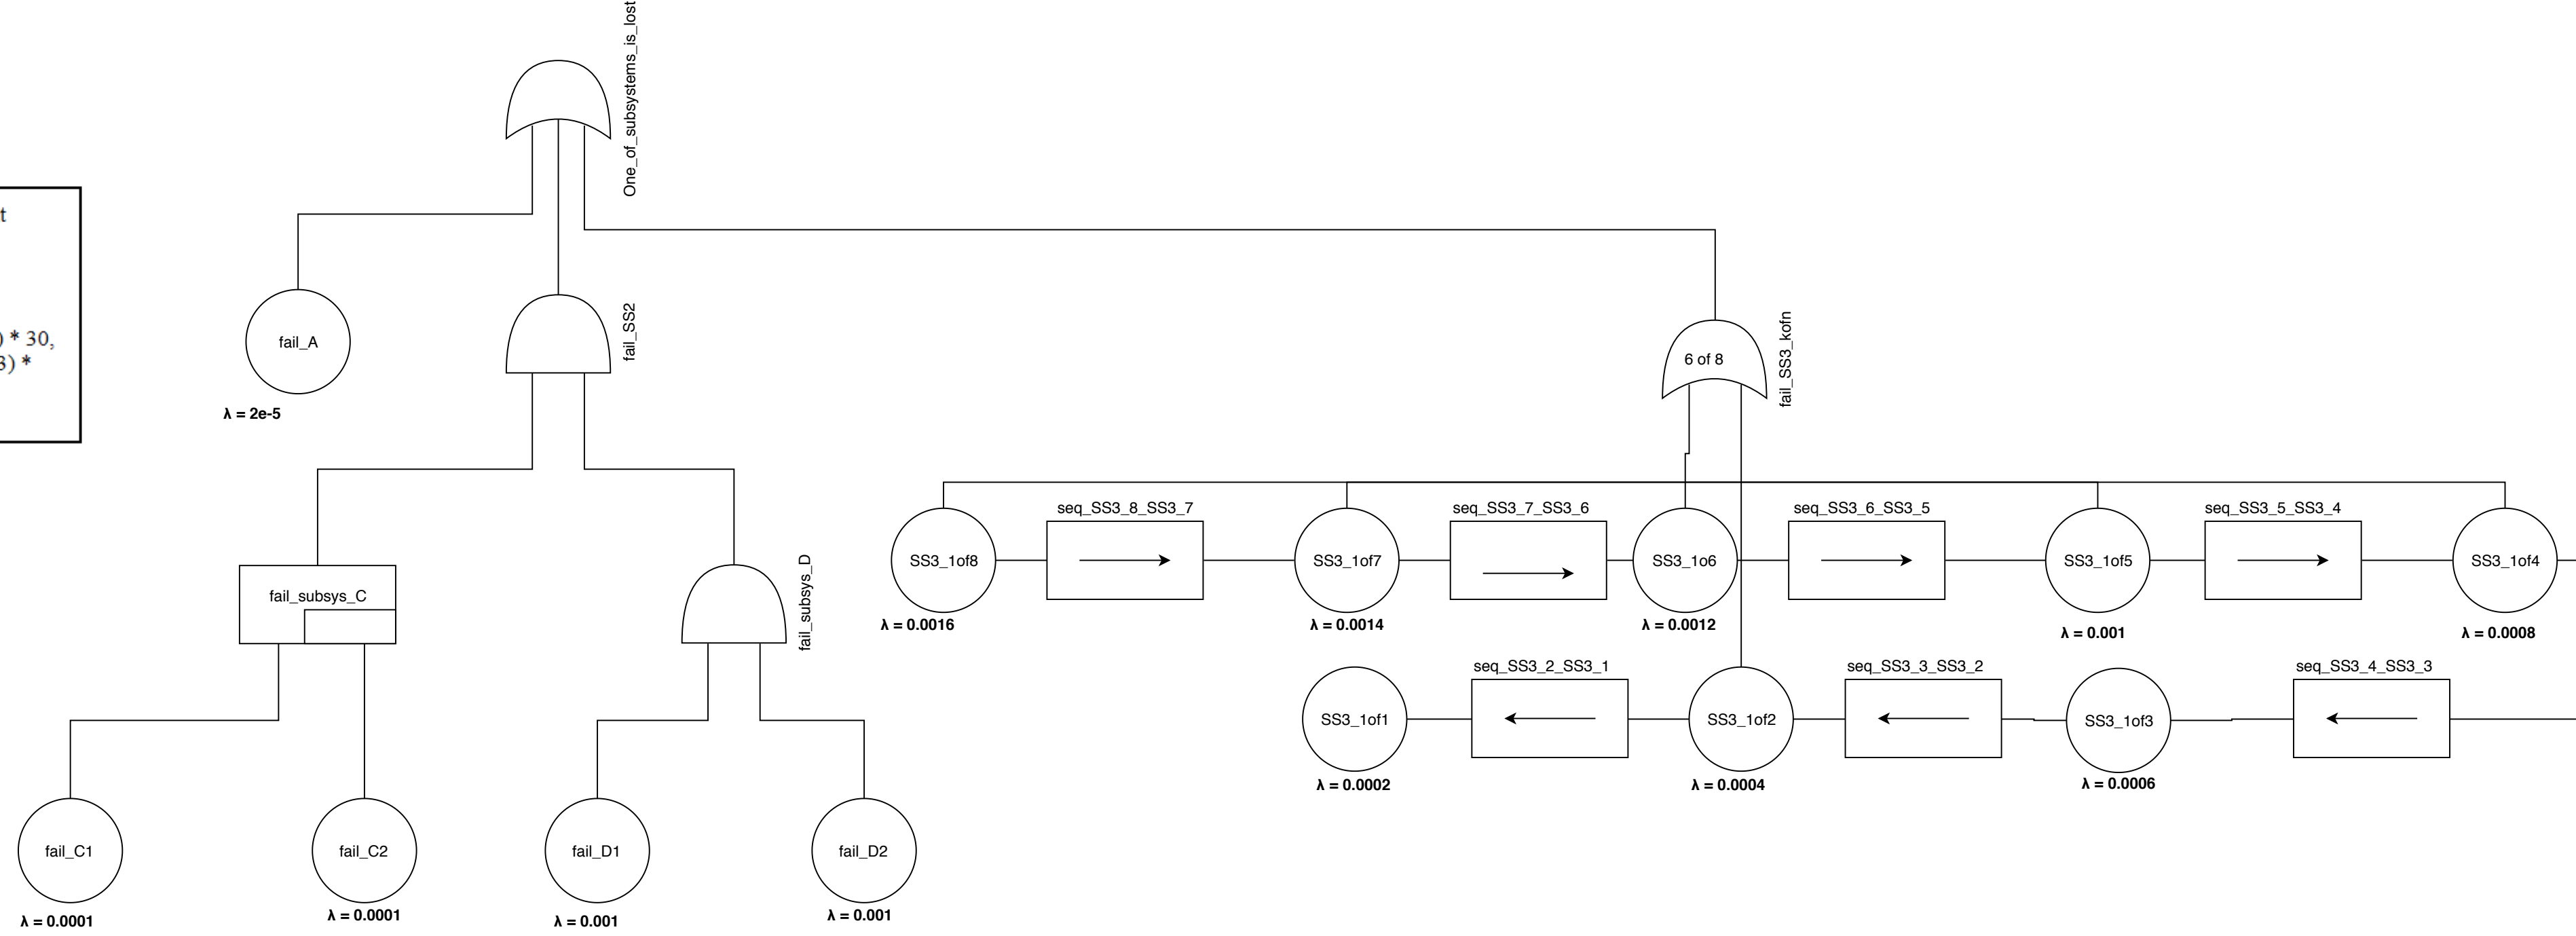 One_of_subsystems_is_lost
t
) * 30,
3) *
fail_A
λ = 2e-5
fail_SS2
6 of 8
fail_SS3_kofn
seq_SS3_8_SS3_7
seq_SS3_7_SS3_6
seq_SS3_6_SS3_5
seq_SS3_5_SS3_4
SS3_1of8
SS3_1of7
SS3_1o6
SS3_1of5
SS3_1of4
λ = 0.0016
λ = 0.0014
λ = 0.0012
λ = 0.001
λ = 0.0008
fail_subsys_C
fail_subsys_D
seq_SS3_2_SS3_1
seq_SS3_3_SS3_2
seq_SS3_4_SS3_3
SS3_1of1
SS3_1of2
SS3_1of3
λ = 0.0002
λ = 0.0004
λ = 0.0006
fail_C1
fail_C2
fail_D1
fail_D2
λ = 0.0001
λ = 0.0001
λ = 0.001
λ = 0.001